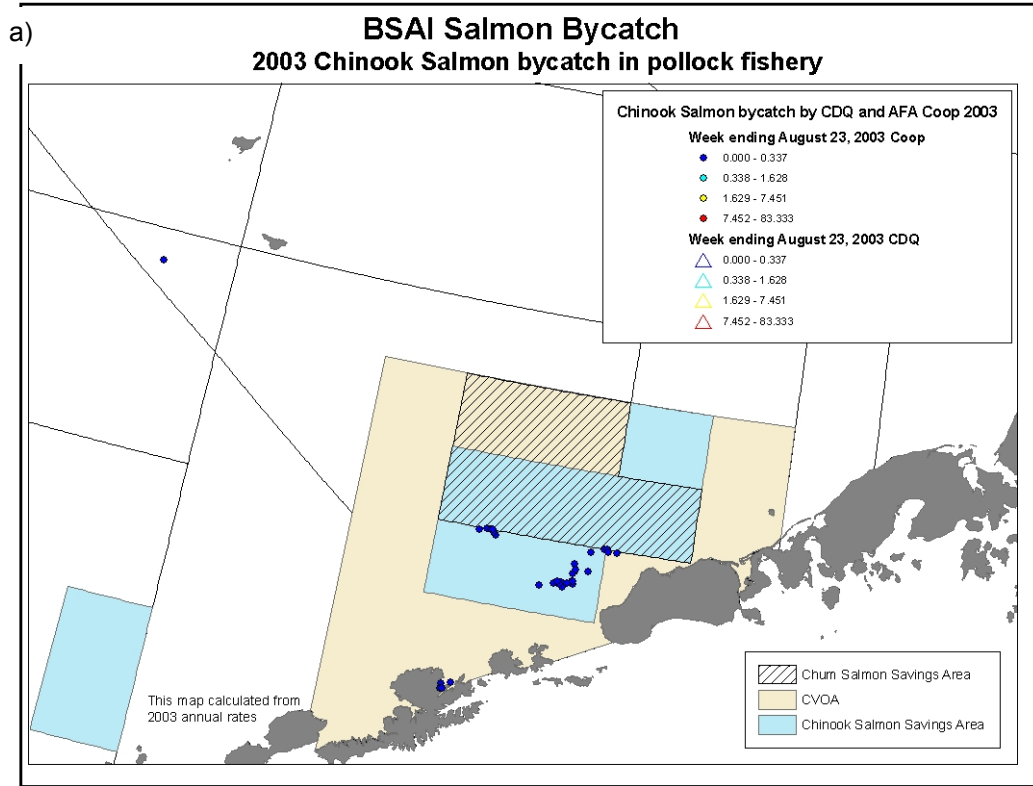 a)
BSAI Salmon Bycatch
2003 Chinook Salmon bycatch in pollock fishery
Chinook Salmon bycatch by CDQ and AFA Coop 2003
Week ending August 23, 2003 Coop
0.000 - 0.337
0.338 - 1.628
1.629 - 7.451
7.452 - 83.333
Week ending August 23, 2003 CDQ
0.000 - 0.337
0.338 - 1.628
1.629 - 7.451
7.452 - 83.333
This map calculated from
2003 annual rates
Chum Salmon Savings Area
CVOA
Chinook Salmon Savings Area